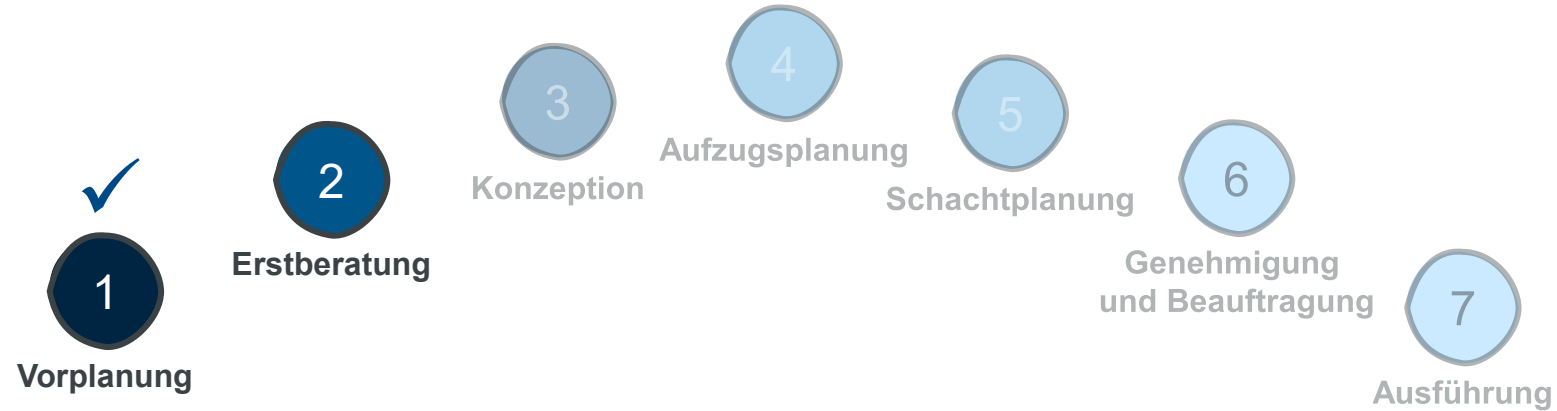 1
Vorplanung
2
Erstberatung
3
Konzeption
4
Aufzugsplanung
5
Schachtplanung
6
Genehmigung
und Beauftragung
7
Ausführung